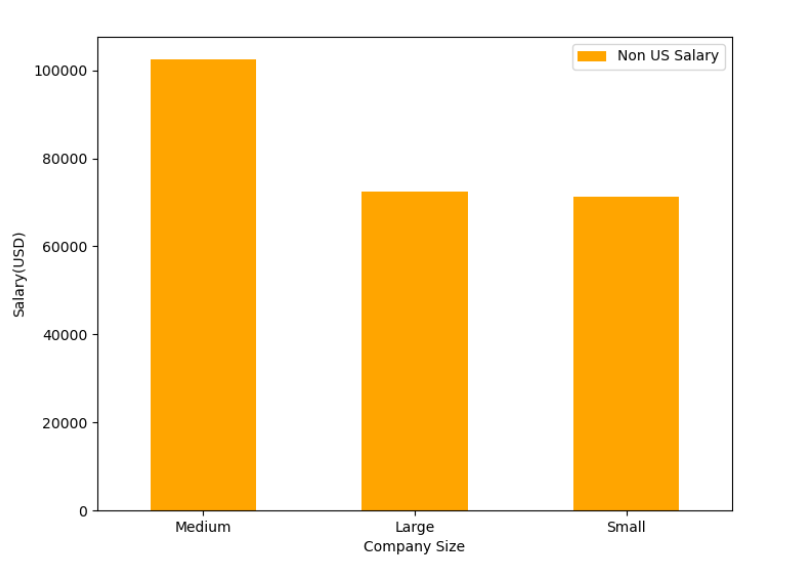 Non US Salary
100000
80000
60000
40000
20000
0
Salary(USD)
Medium Large Small
Company Size